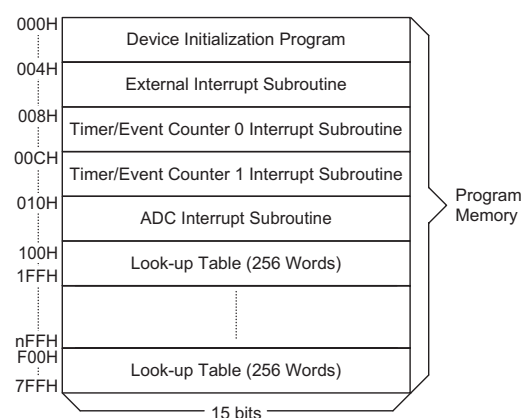 000H
Device Initialization Program
004H
External Interrupt Subroutine
008H
Timer/Event Counter 0 Interrupt Subroutine
00CH
Timer/Event Counter 1 Interrupt Subroutine
010H
ADC Interrupt Subroutine
Program
Memory
100H
Look-up Table (256 Words)
1FFH
nFFH
F00H
Look-up Table (256 Words)
7FFH
15 bits